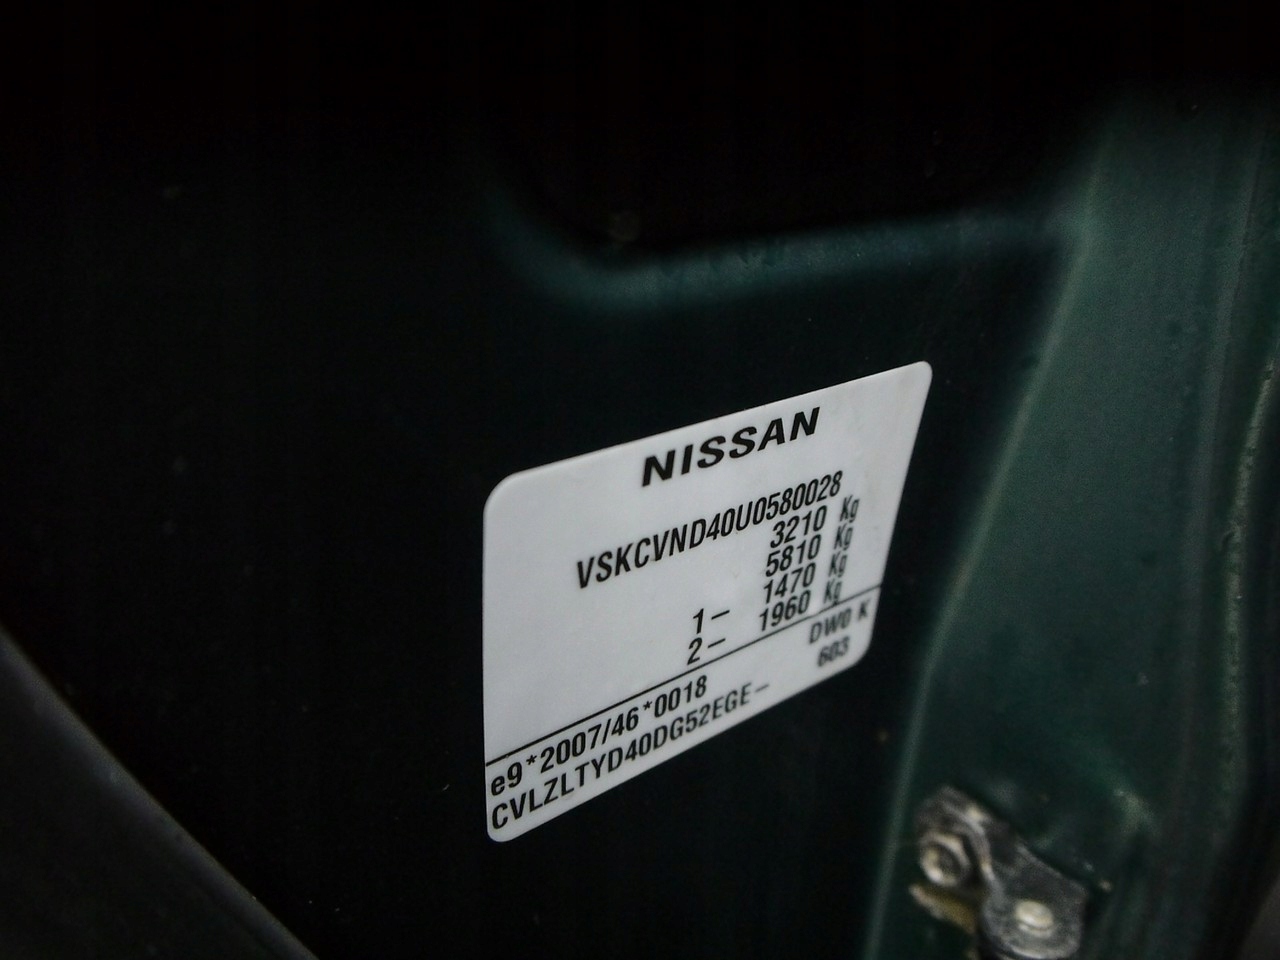 NISSAN
VSKCVND40U0580028
3210 Kg
5810 Kg
1- 1470 Kg
2- 1960 Kg
e9*2007/46*0018 DW0 K
CVLZLTYD40DG52EGE- 603